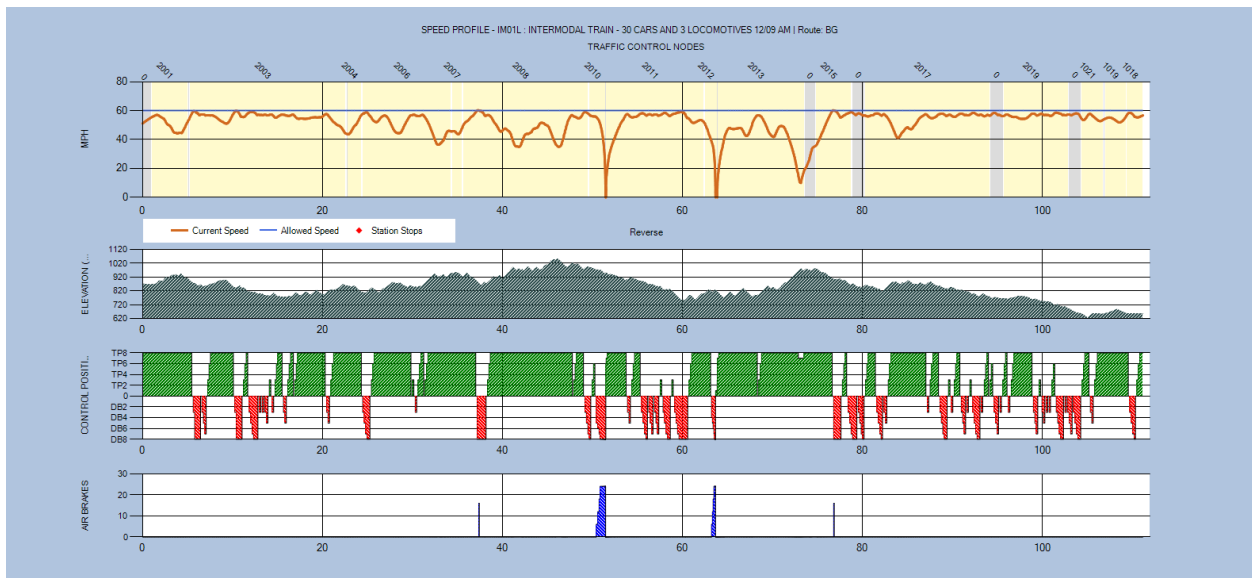 SPEED PROFILE - IM01L : INTERMODAL TRAIN - 30 CARS AND 3 LOCOMOTIVES 12/09 AM | Route: BG
TRAFFIC CONTROL NODES
0 2001 2003 2004 2006 2007 2008 2010 2011 2012 2013 0 2015 0 2017 0 2019 0 1021 1019 1018
80
60
40
20
0
MPH
0 20 40 60 80 100
Current Speed Allowed Speed Station Stops
Reverse
1120
1020
920
820
720
620
ELEVATION (...
0 20 40 60 80 100
TP8
TP6
TP4
TP2
0
DB2
DB4
DB6
DB8
CONTROL POSITI...
0 20 40 60 80 100
30
20
10
0
AIR BRAKES
0 20 40 60 80 100